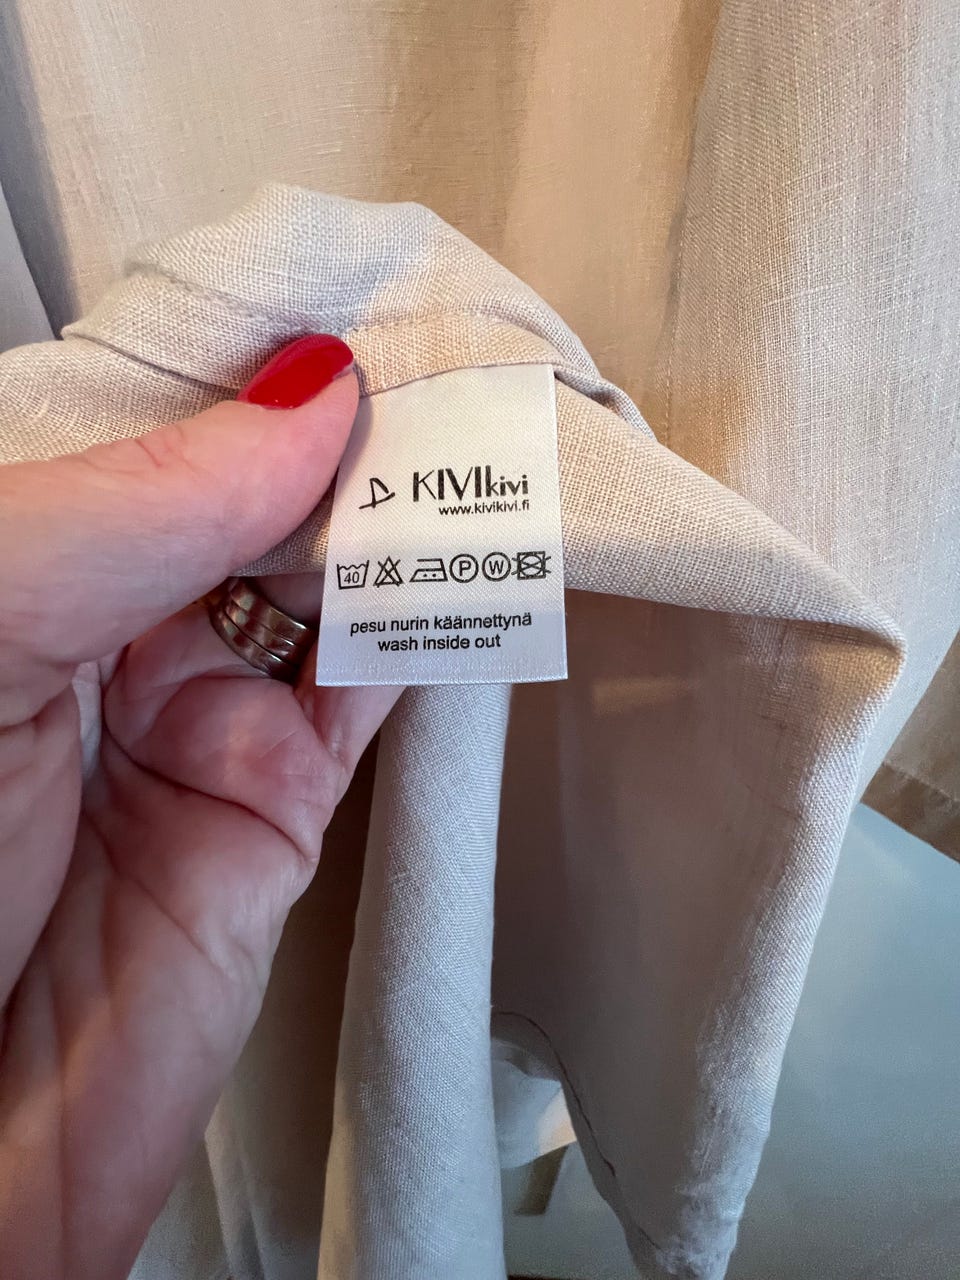 KIVIkivi
www.kivikivi.fi
40 P W
pesu nurin käännettynä
wash inside out